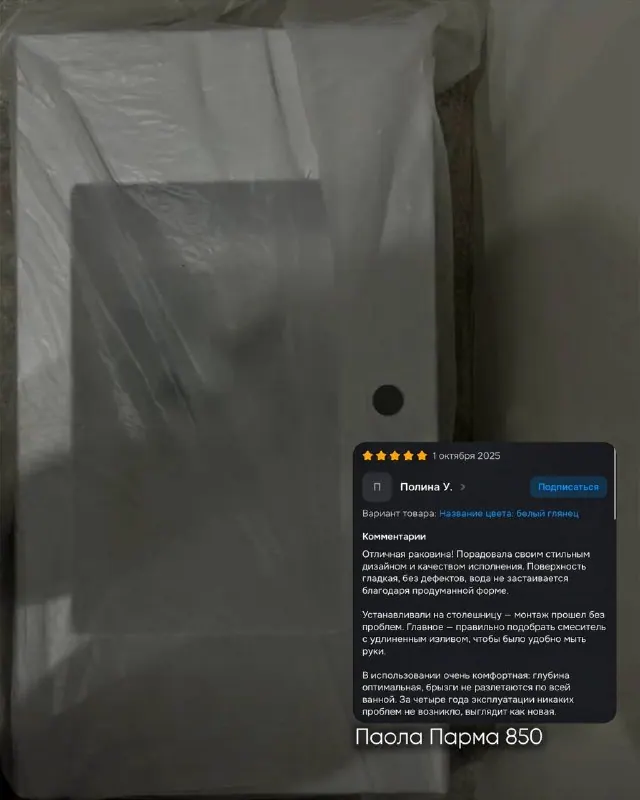 1 октября 2025
П
Полина У.
Подписаться
Вариант товара: Название цвета: белый глянец
Комментарии
Отличная раковина! Порадовала своим стильным
дизайном и качеством исполнения. Поверхность
гладкая, без дефектов, вода не застаивается
благодаря продуманной форме.
Устанавливали на столешницу — монтаж прошел без
проблем. Главное — правильно подобрать смеситель
с удлиненным изливом, чтобы было удобно мыть
руки.
В использовании очень комфортная: глубина
оптимальная, брызги не разлетаются по всей
ванной. За четыре года эксплуатации никаких
проблем не возникло, выглядит как новая.
Паола Парма 850